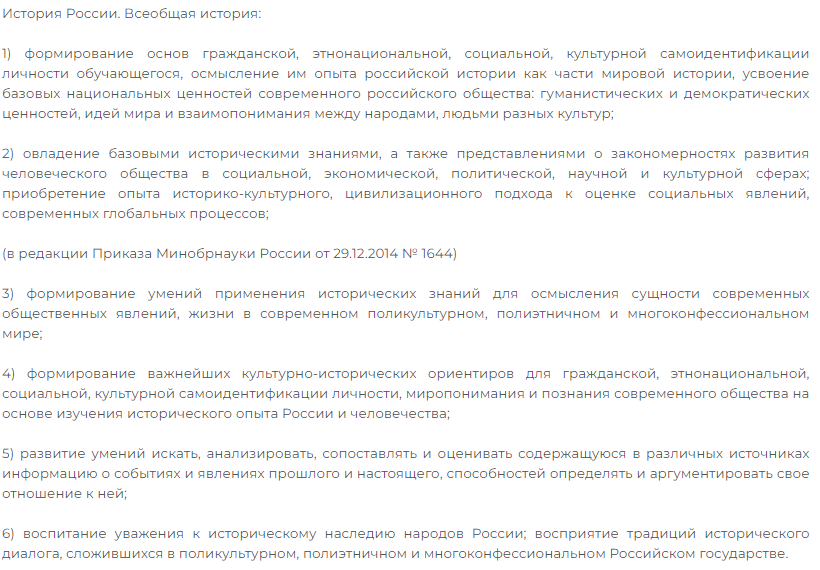 История России. Всеобщая история:
1) формирование основ гражданской, этнонациональной, социальной, культурной самоидентификации
личности обучающегося, осмысление им опыта российской истории как части мировой истории, усвоение
базовых национальных ценностей современного российского общества: гуманистических и демократических
ценностей, идей мира и взаимопонимания между народами, людьми разных культур;
2) овладение базовыми историческими знаниями, а также представлениями о закономерностях развития
человеческого общества в социальной, экономической, политической, научной и культурной сферах;
приобретение опыта историко-культурного, цивилизационного подхода к оценке социальных явлений,
современных глобальных процессов;
(в редакции Приказа Минобрнауки России от 29.12.2014 № 1644)
3) формирование умений применения исторических знаний для осмысления сущности современных
общественных явлений, жизни в современном поликультурном, полиэтничном и многоконфессиональном
мире;
4) формирование важнейших культурно-исторических ориентиров для гражданской, этнонациональной,
социальной, культурной самоидентификации личности, миропонимания и познания современного общества на
основе изучения исторического опыта России и человечества;
5) развитие умений искать, анализировать, сопоставлять и оценивать содержащуюся в различных источниках
информацию о событиях и явлениях прошлого и настоящего, способностей определять и аргументировать свое
отношение к ней;
6) воспитание уважения к историческому наследию народов России; восприятие традиций исторического
диалога, сложившихся в поликультурном, полиэтничном и многоконфессиональном Российском государстве.